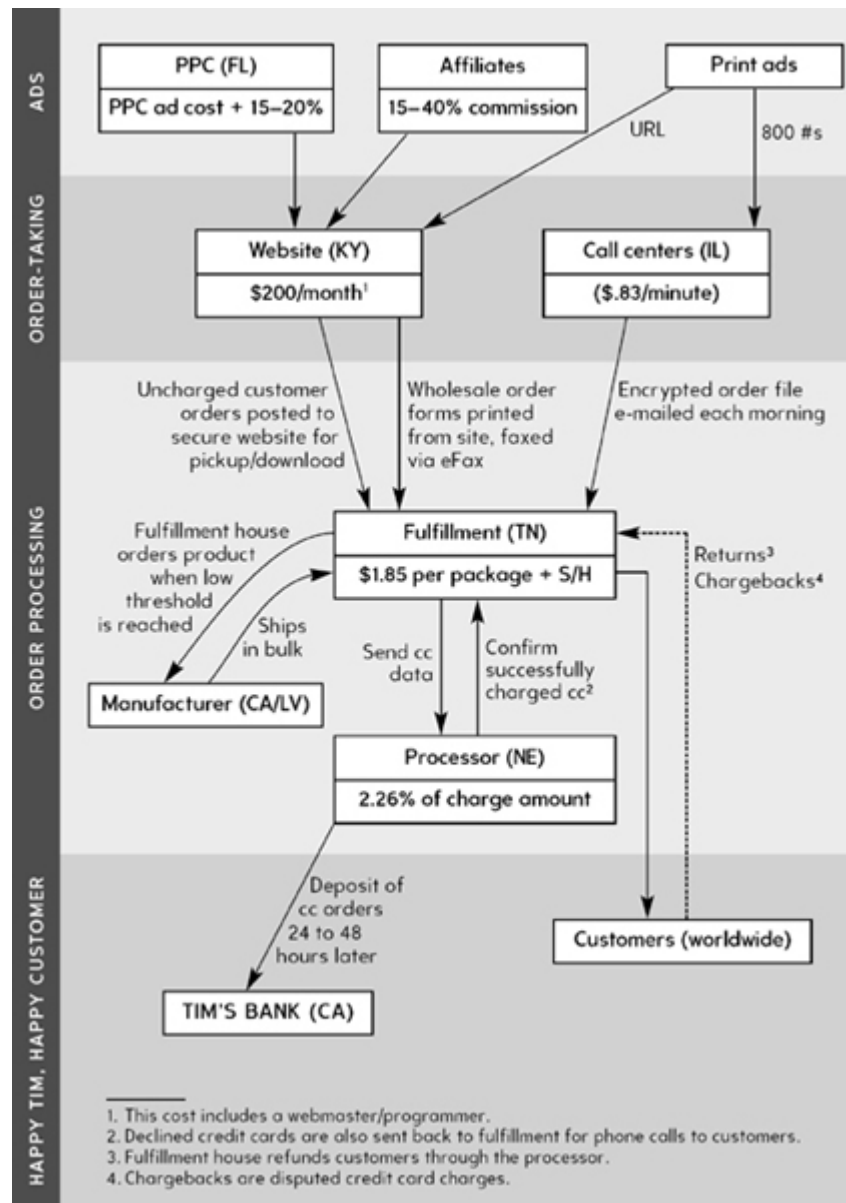 ADS
PPC (FL)
PPC ad cost + 15–20%
Affiliates
15–40% commission
Print ads
URL
800 #s
ORDER-TAKING
Website (KY)
$200/month¹
Call centers (IL)
($.83/minute)
ORDER PROCESSING
Uncharged customer
orders posted to
secure website for
pickup/download
Wholesale order
forms printed
from site, faxed
via eFax
Encrypted order file
e-mailed each morning
Fulfillment house
orders product
when low
threshold
is reached
Fulfillment (TN)
$1.85 per package + S/H
Returns³
Chargebacks⁴
Ships
in bulk
Send cc
data
Confirm
successfully
charged cc²
Manufacturer (CA/LV)
Processor (NE)
2.26% of charge amount
HAPPY TIM, HAPPY CUSTOMER
Deposit of
cc orders
24 to 48
hours later
Customers (worldwide)
TIM'S BANK (CA)
1. This cost includes a webmaster/programmer.
2. Declined credit cards are also sent back to fulfillment for phone calls to customers.
3. Fulfillment house refunds customers through the processor.
4. Chargebacks are disputed credit card charges.